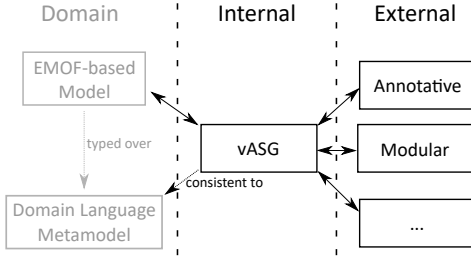 Domain
Internal
External
EMOF-based
Model
Annotative
typed over
vASG
Modular
consistent to
Domain Language
Metamodel
...